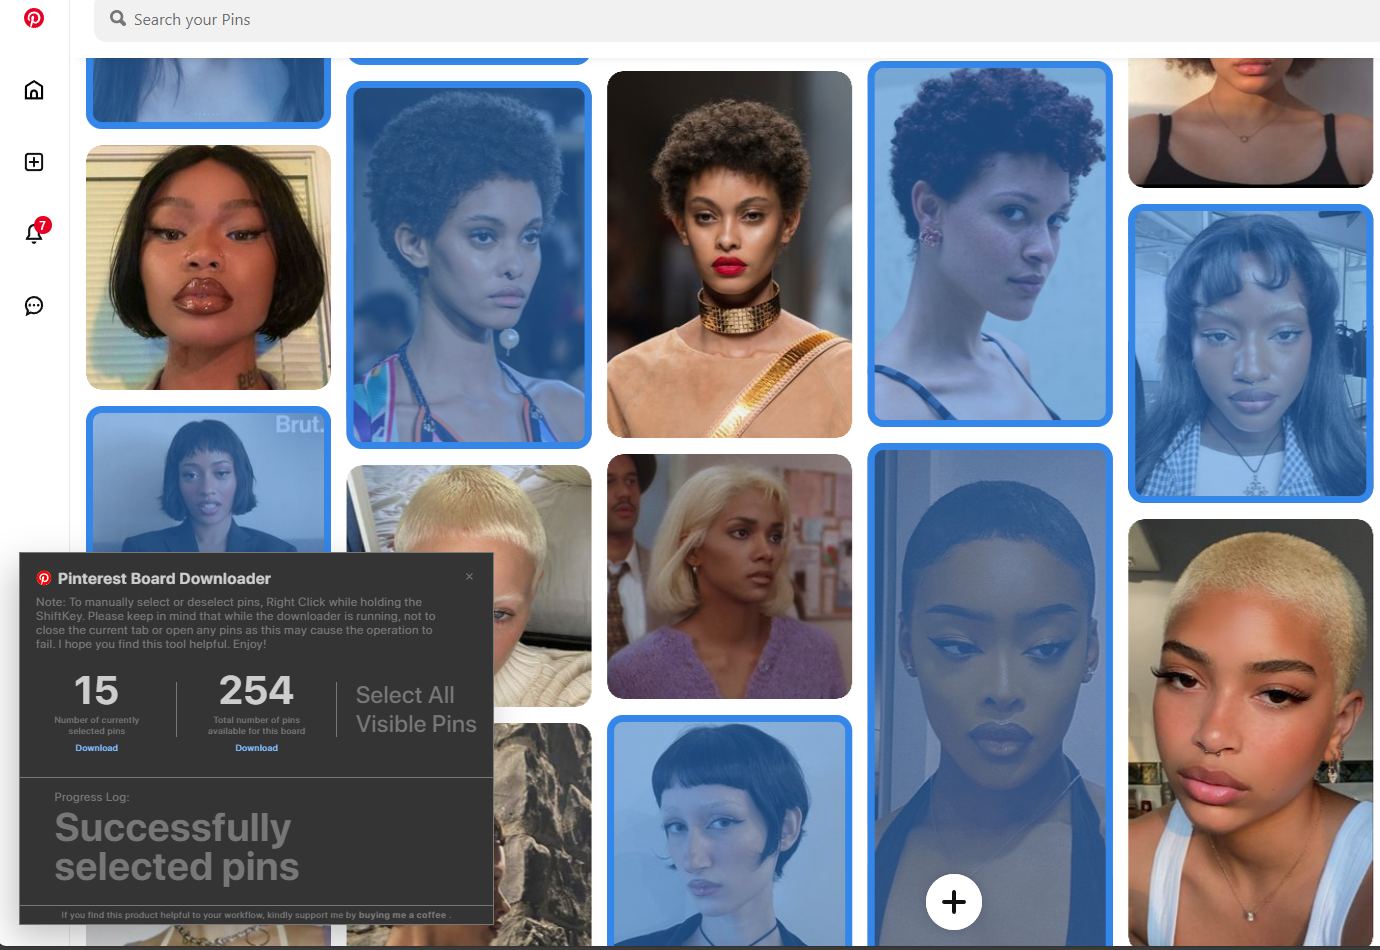 Search your Pins
7
Brut.
Pinterest Board Downloader
×
Note: To manually select or deselect pins, Right Click while holding the
ShiftKey. Please keep in mind that while the downloader is running, not to
close the current tab or open any pins as this may cause the operation to
fail. I hope you find this tool helpful. Enjoy!
15
Number of currently
selected pins
Download
254
Total number of pins
available for this board
Download
Select All
Visible Pins
Progress Log:
Successfully
selected pins
If you find this product helpful to your workflow, kindly support me by buying me a coffee .